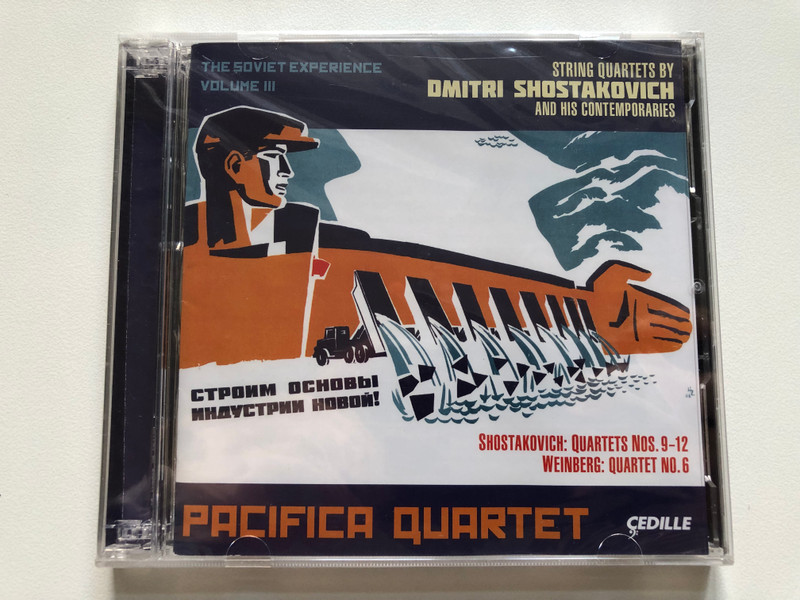 THE SOVIET EXPERIENCE
VOLUME III
STRING QUARTETS BY
DMITRI SHOSTAKOVICH
AND HIS CONTEMPORARIES
СТРОИМ ОСНОВЫ
ИНДУСТРИИ НОВОЙ!
SHOSTAKOVICH: QUARTETS NOS. 9–12
WEINBERG: QUARTET NO. 6
PACIFICA QUARTET
ÇEDILLE